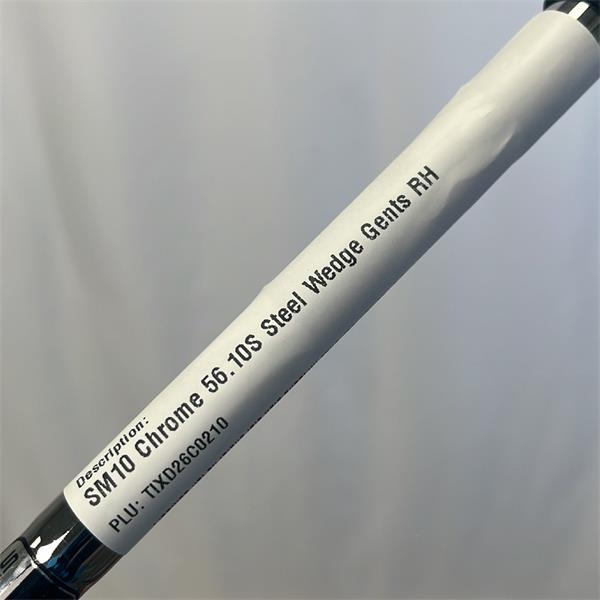 Description:
SM10 Chrome 56.10S Steel Wedge Gents RH
PLU: TIXD26C0210